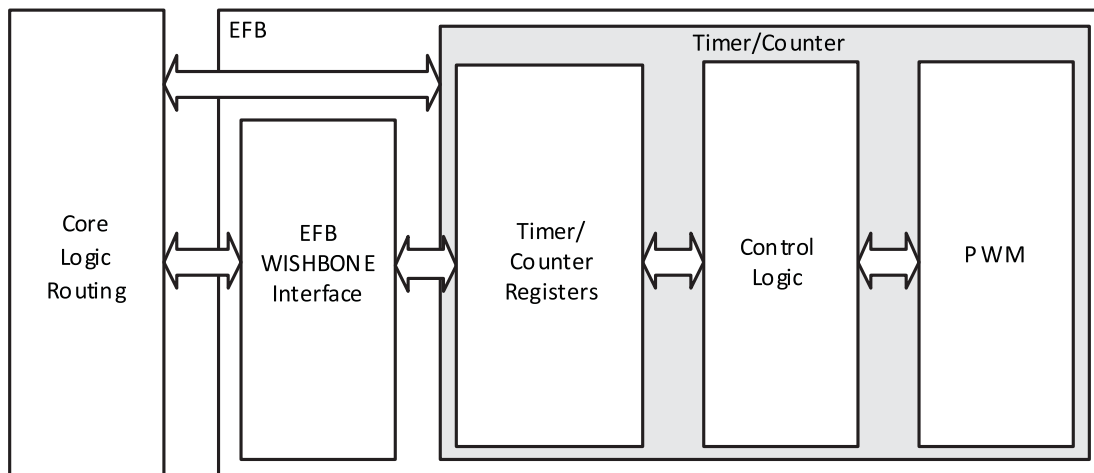 EFB
Timer/Counter
Core
Logic
Routing
EFB
WISHBONE
Interface
Timer/
Counter
Registers
Control
Logic
PWM